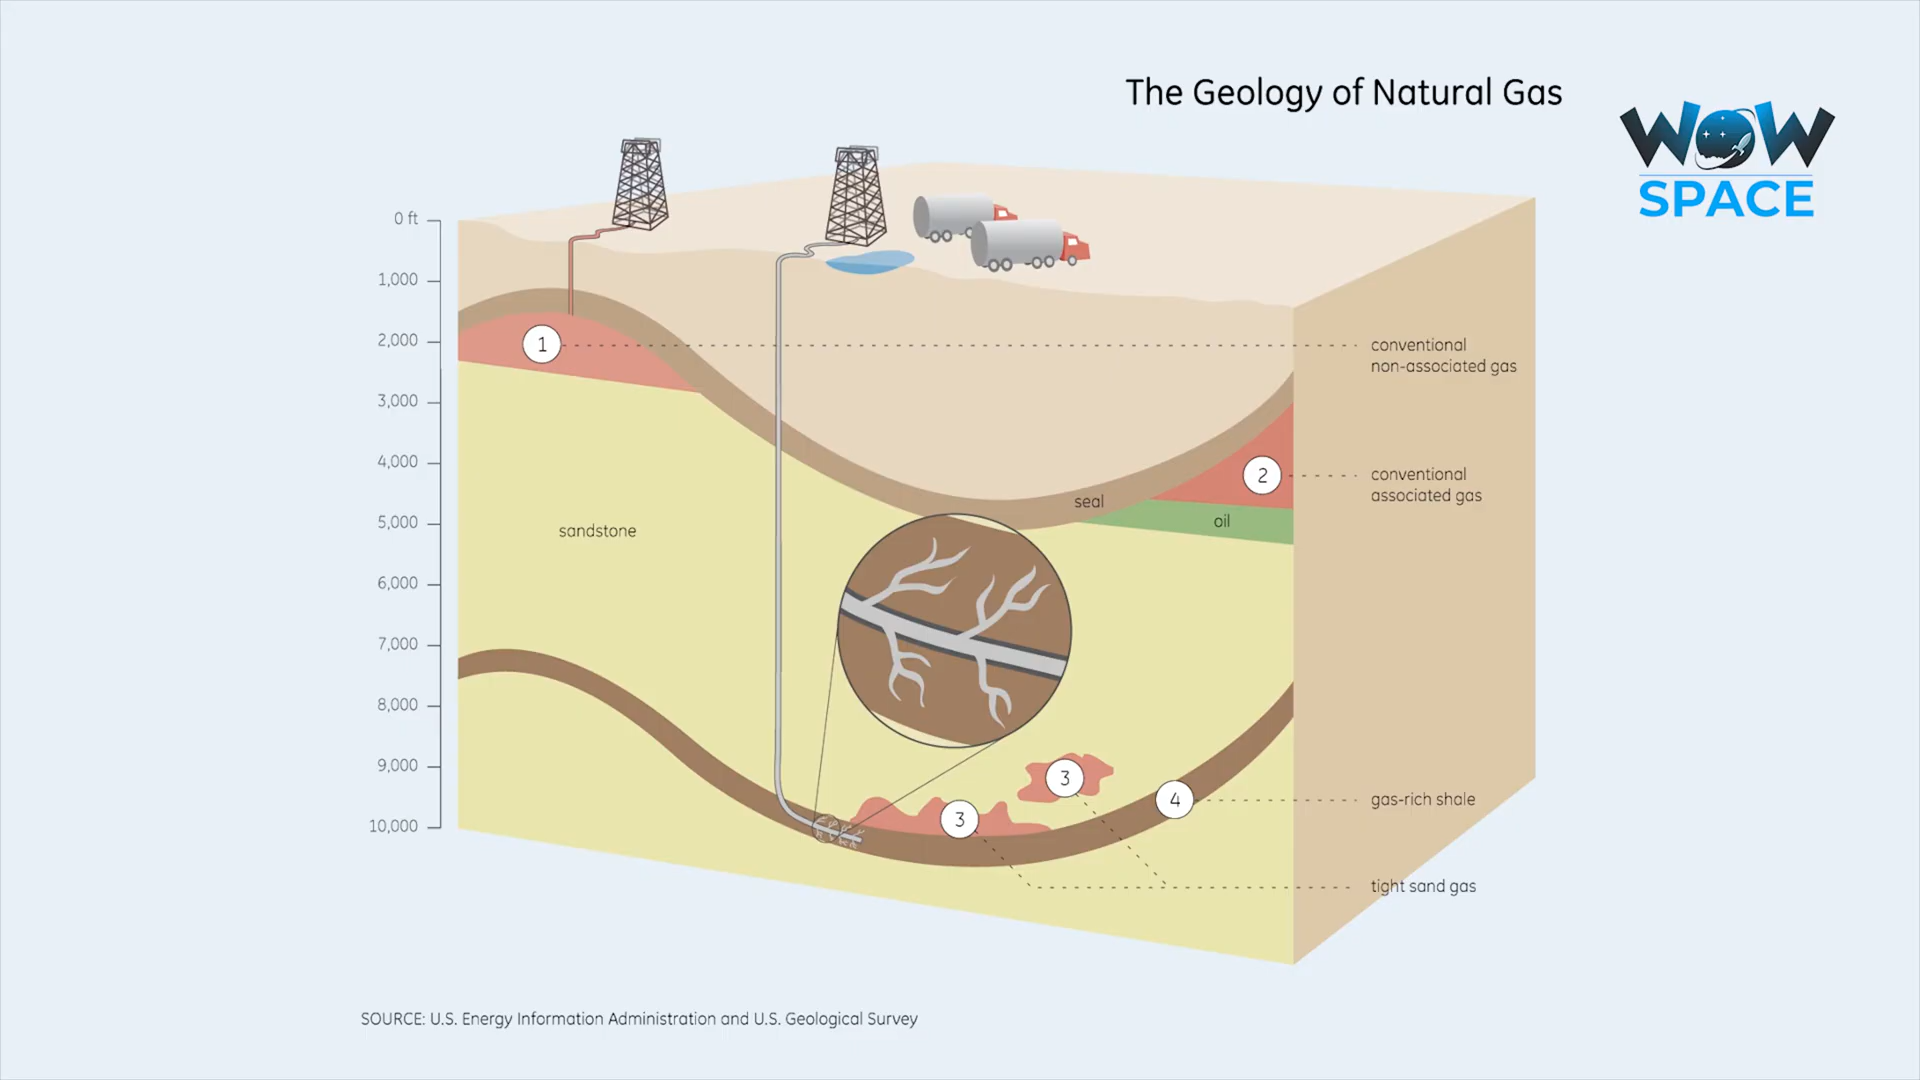 The Geology of Natural Gas
WOW
SPACE
0 ft
1,000
2,000
3,000
4,000
5,000
6,000
7,000
8,000
9,000
10,000
1
conventional
non-associated gas
2
conventional
associated gas
seal
oil
sandstone
3
3
4
gas-rich shale
tight sand gas
SOURCE: U.S. Energy Information Administration and U.S. Geological Survey